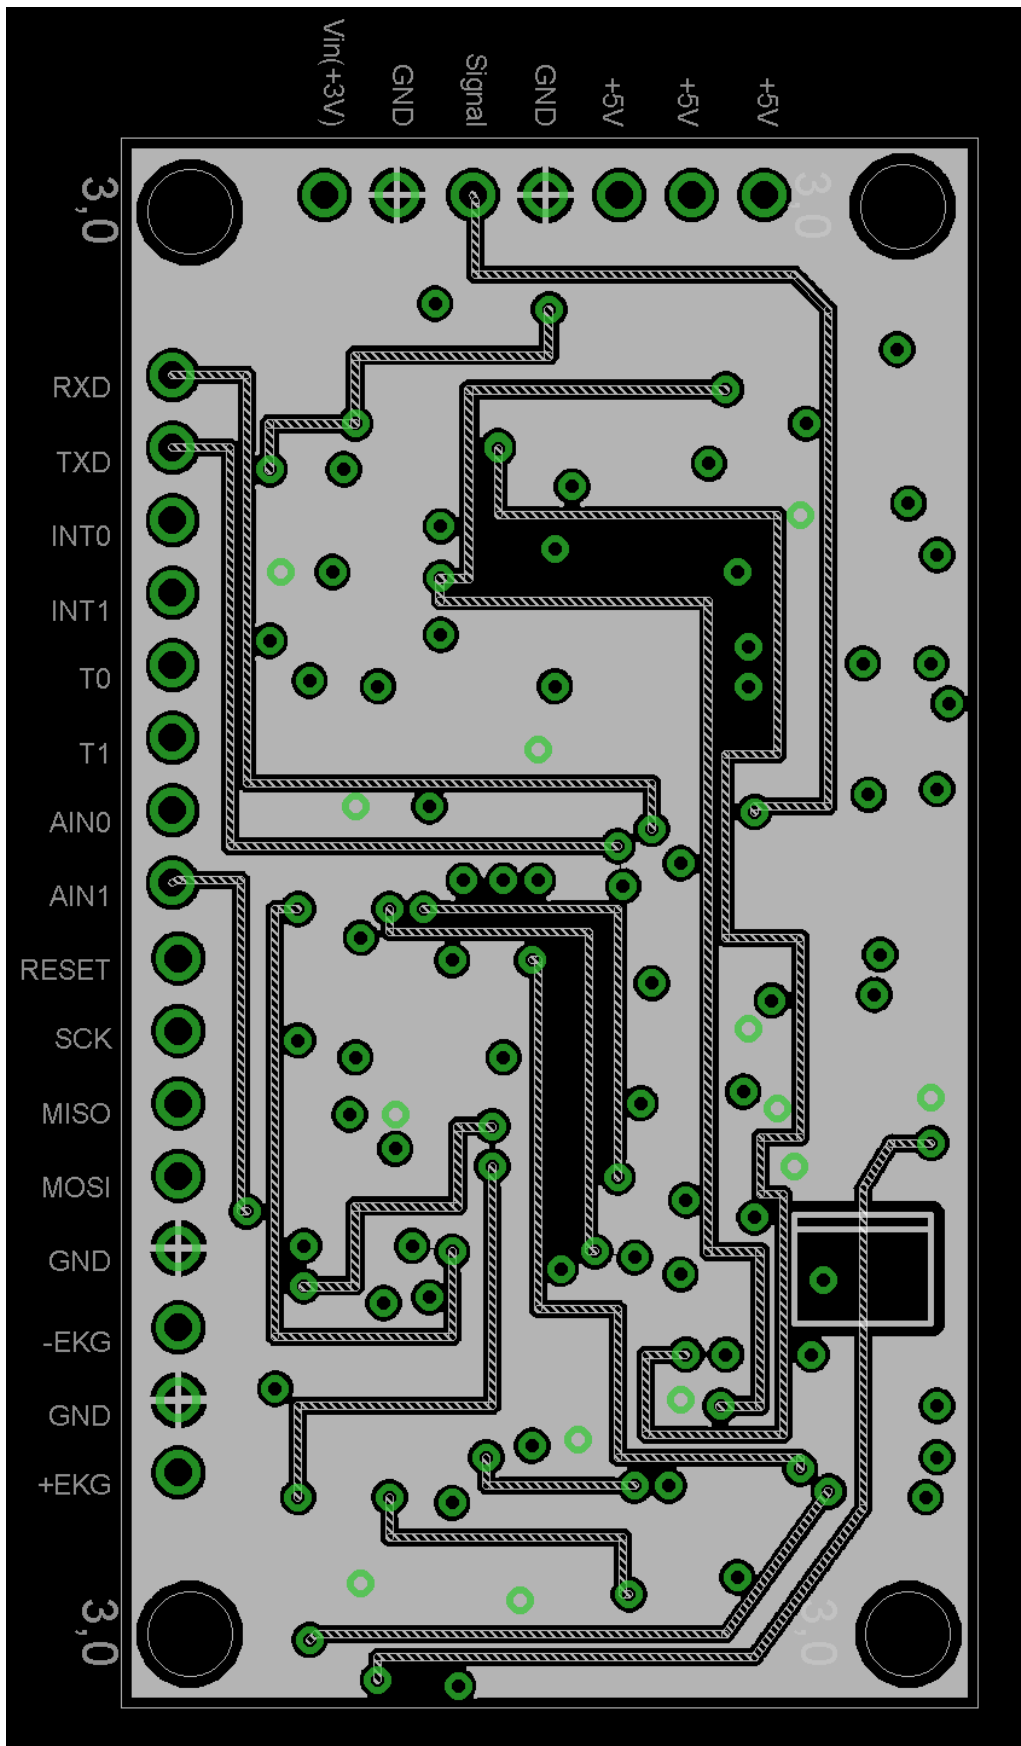 Vin(+3V)
GND
Signal
GND
+5V
+5V
+5V
3,0
3,0
RXD
TXD
INT0
INT1
T0
T1
AIN0
AIN1
RESET
SCK
MISO
MOSI
GND
-EKG
GND
+EKG
3,0
3,0